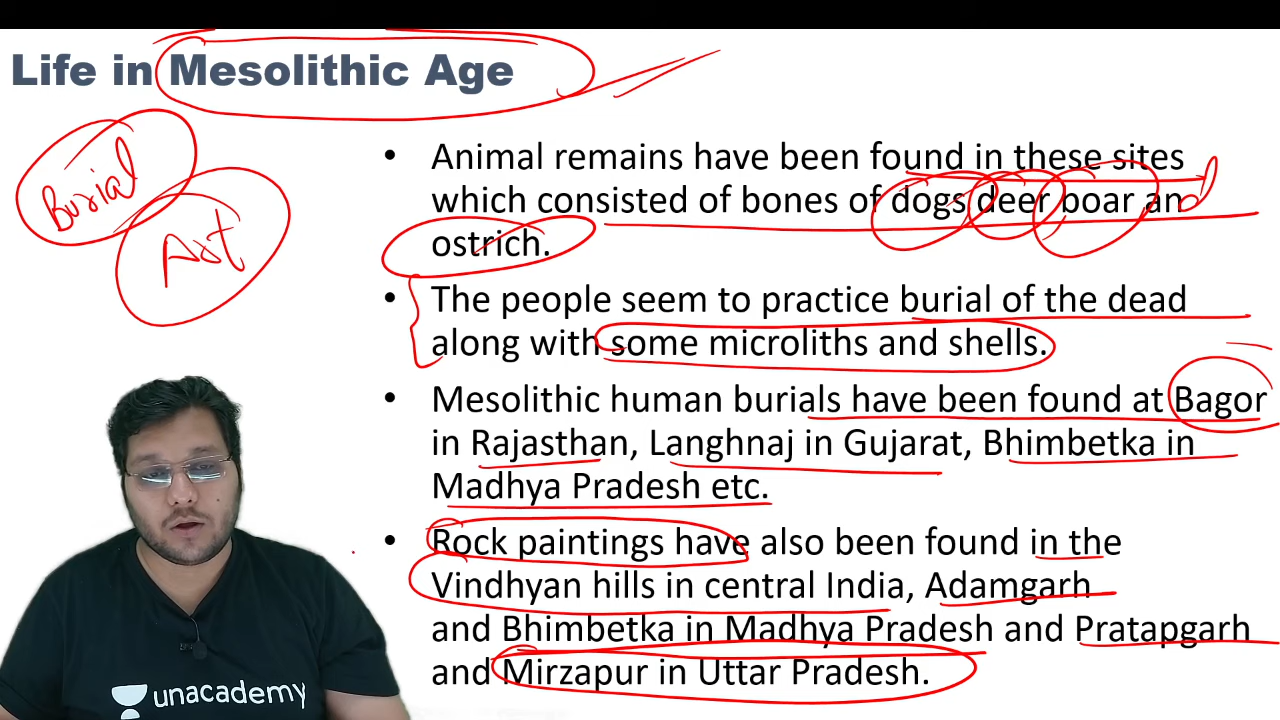 Life in Mesolithic Age
Burial
Art
• Animal remains have been found in these sites
which consisted of bones of dogs deer boar and
ostrich.
• The people seem to practice burial of the dead
along with some microliths and shells.
• Mesolithic human burials have been found at Bagor
in Rajasthan, Langhnaj in Gujarat, Bhimbetka in
Madhya Pradesh etc.
• Rock paintings have also been found in the
Vindhyan hills in central India, Adamgarh
and Bhimbetka in Madhya Pradesh and Pratapgarh
and Mirzapur in Uttar Pradesh.
unacademy